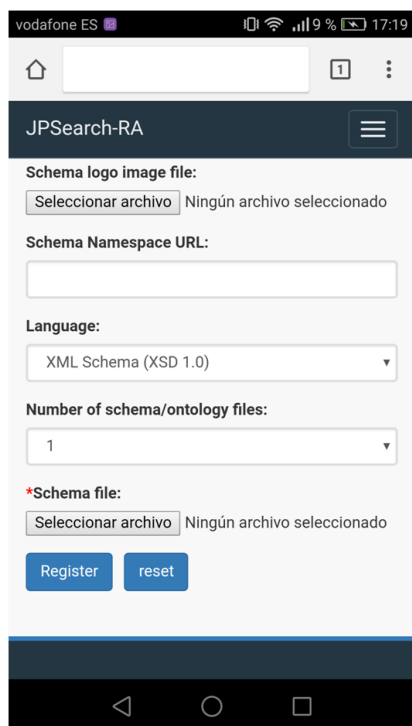 vodafone ES 9 % 17:19
1
JPSearch-RA
Schema logo image file:
Seleccionar archivo Ningún archivo seleccionado
Schema Namespace URL:
Language:
XML Schema (XSD 1.0)
Number of schema/ontology files:
1
*Schema file:
Seleccionar archivo Ningún archivo seleccionado
Register reset